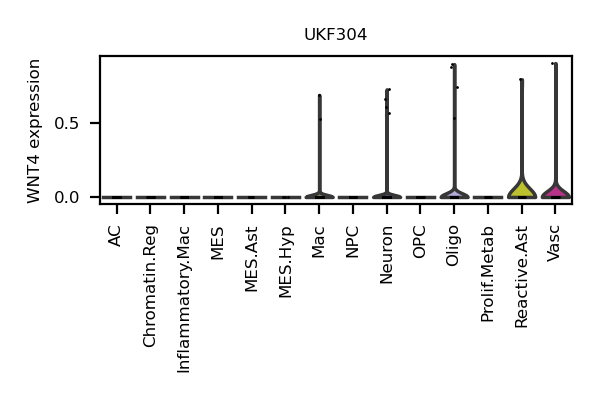 UKF304
WNT4 expression
0.5
0.0
AC
Chromatin.Reg
Inflammatory.Mac
MES
MES.Ast
MES.Hyp
Mac
NPC
Neuron
OPC
Oligo
Prolif.Metab
Reactive.Ast
Vasc